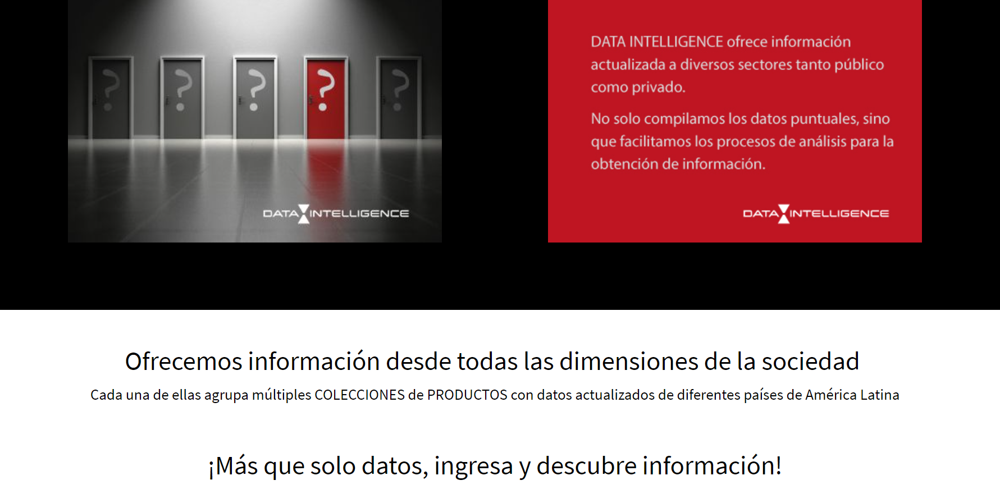 ?
?
?
?
?
DATA INTELLIGENCE
DATA INTELLIGENCE ofrece información
actualizada a diversos sectores tanto público
como privado.
No solo compilamos los datos puntuales, sino
que facilitamos los procesos de análisis para la
obtención de información.
DATA INTELLIGENCE
Ofrecemos información desde todas las dimensiones de la sociedad
Cada una de ellas agrupa múltiples COLECCIONES de PRODUCTOS con datos actualizados de diferentes países de América Latina
¡Más que solo datos, ingresa y descubre información!